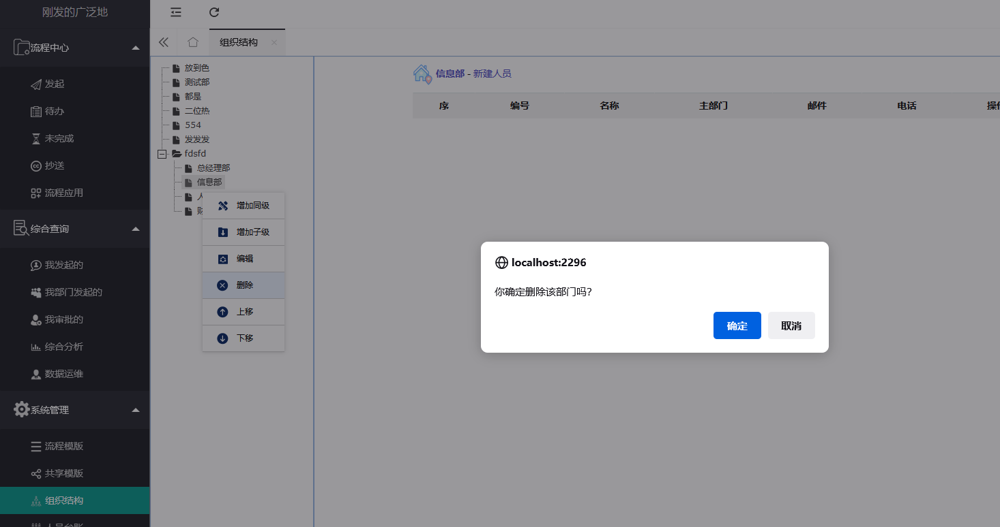 刚发的广泛地
流程中心
发起
待办
未完成
抄送
流程应用
综合查询
我发起的
我部门发起的
我审批的
综合分析
数据运维
系统管理
流程模版
共享模版
组织结构
组织结构
放到色
测试部
都是
二位热
554
发发发
fdsfd
总经理部
信息部
人
财
增加同级
增加子级
编辑
删除
上移
下移
信息部 - 新建人员
序 编号 名称 主部门 邮件 电话
localhost:2296
你确定删除该部门吗?
确定 取消